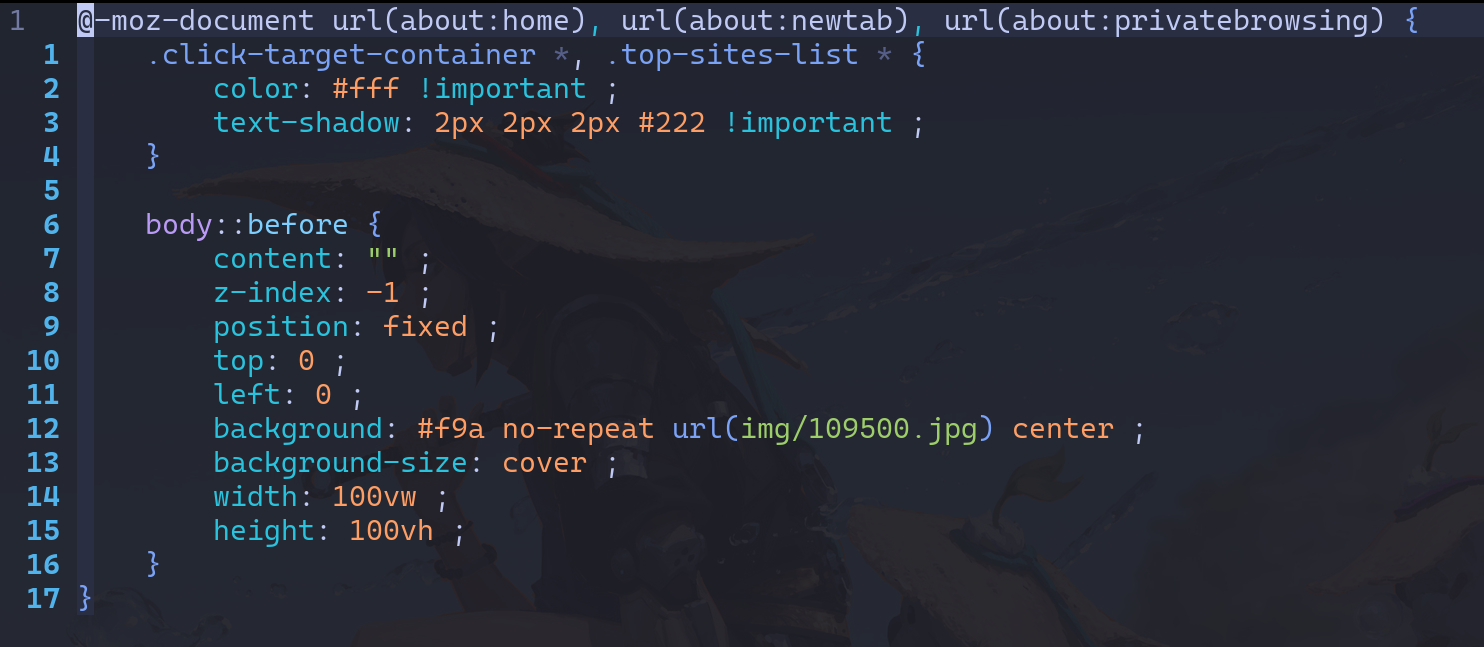 1 @-moz-document url(about:home), url(about:newtab), url(about:privatebrowsing) {
1 .click-target-container *, .top-sites-list * {
2 color: #fff !important ;
3 text-shadow: 2px 2px 2px #222 !important ;
4 }
5
6 body::before {
7 content: "" ;
8 z-index: -1 ;
9 position: fixed ;
10 top: 0 ;
11 left: 0 ;
12 background: #f9a no-repeat url(img/109500.jpg) center ;
13 background-size: cover ;
14 width: 100vw ;
15 height: 100vh ;
16 }
17 }